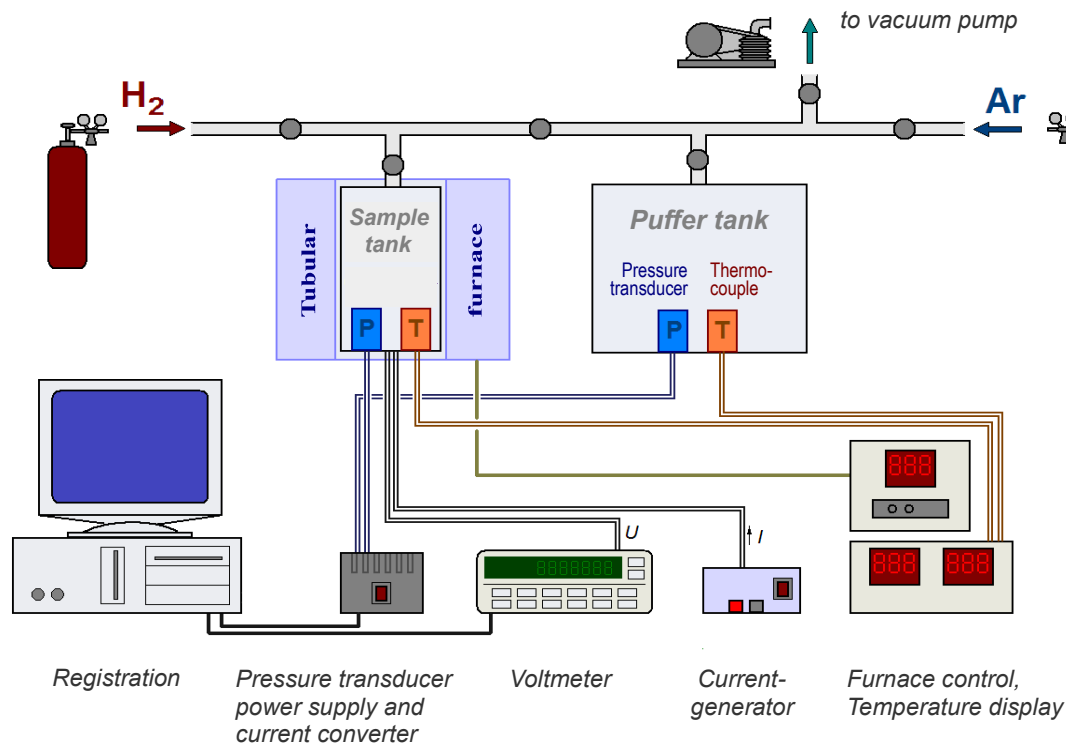 to vacuum pump
H2
Ar
Sample
tank
Puffer tank
Tubular
furnace
Pressure
transducer
Thermo-
couple
P
T
P
T
888
U
I
8888888
888
888
Registration
Pressure transducer
power supply and
current converter
Voltmeter
Current-
generator
Furnace control,
Temperature display